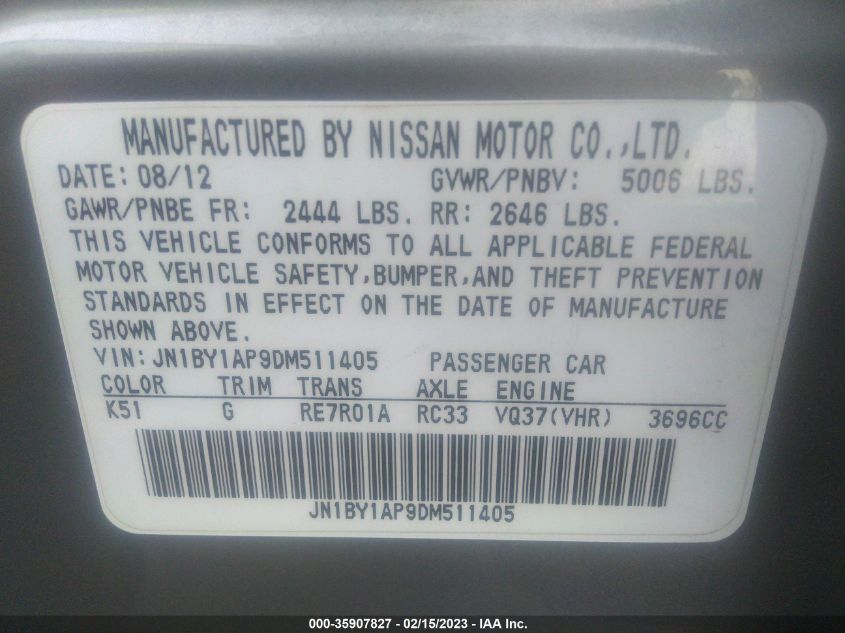 MANUFACTURED BY NISSAN MOTOR CO.,LTD.
DATE: 08/12 GVWR/PNBV: 5006 LBS.
GAWR/PNBE FR: 2444 LBS. RR: 2646 LBS.
THIS VEHICLE CONFORMS TO ALL APPLICABLE FEDERAL
MOTOR VEHICLE SAFETY,BUMPER,AND THEFT PREVENTION
STANDARDS IN EFFECT ON THE DATE OF MANUFACTURE
SHOWN ABOVE.
VIN:JN1BY1AP9DM511405 PASSENGER CAR
COLOR TRIM TRANS AXLE ENGINE
K51 G RE7R01A RC33 VQ37(VHR) 3696CC
JN1BY1AP9DM511405
000-35907827 - 02/15/2023 - IAA Inc.